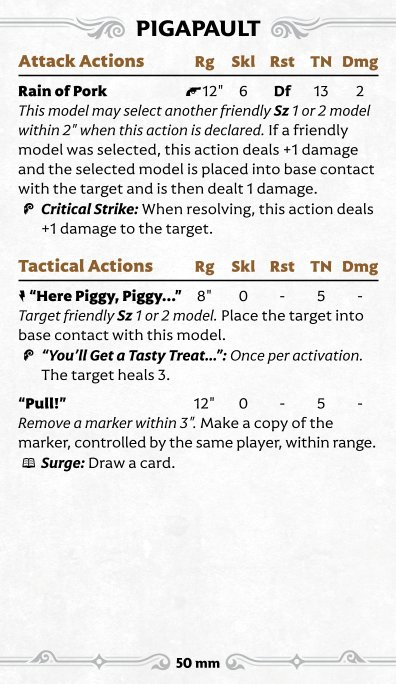 PIGAPAULT
Attack Actions Rg Skl Rst TN Dmg
Rain of Pork 12" 6 Df 13 2
This model may select another friendly Sz 1 or 2 model
within 2" when this action is declared. If a friendly
model was selected, this action deals +1 damage
and the selected model is placed into base contact
with the target and is then dealt 1 damage.
Critical Strike: When resolving, this action deals
+1 damage to the target.
Tactical Actions Rg Skl Rst TN Dmg
“Here Piggy, Piggy...” 8" 0 - 5 -
Target friendly Sz 1 or 2 model. Place the target into
base contact with this model.
“You’ll Get a Tasty Treat...”: Once per activation.
The target heals 3.
“Pull!” 12" 0 - 5 -
Remove a marker within 3". Make a copy of the
marker, controlled by the same player, within range.
Surge: Draw a card.
50 mm